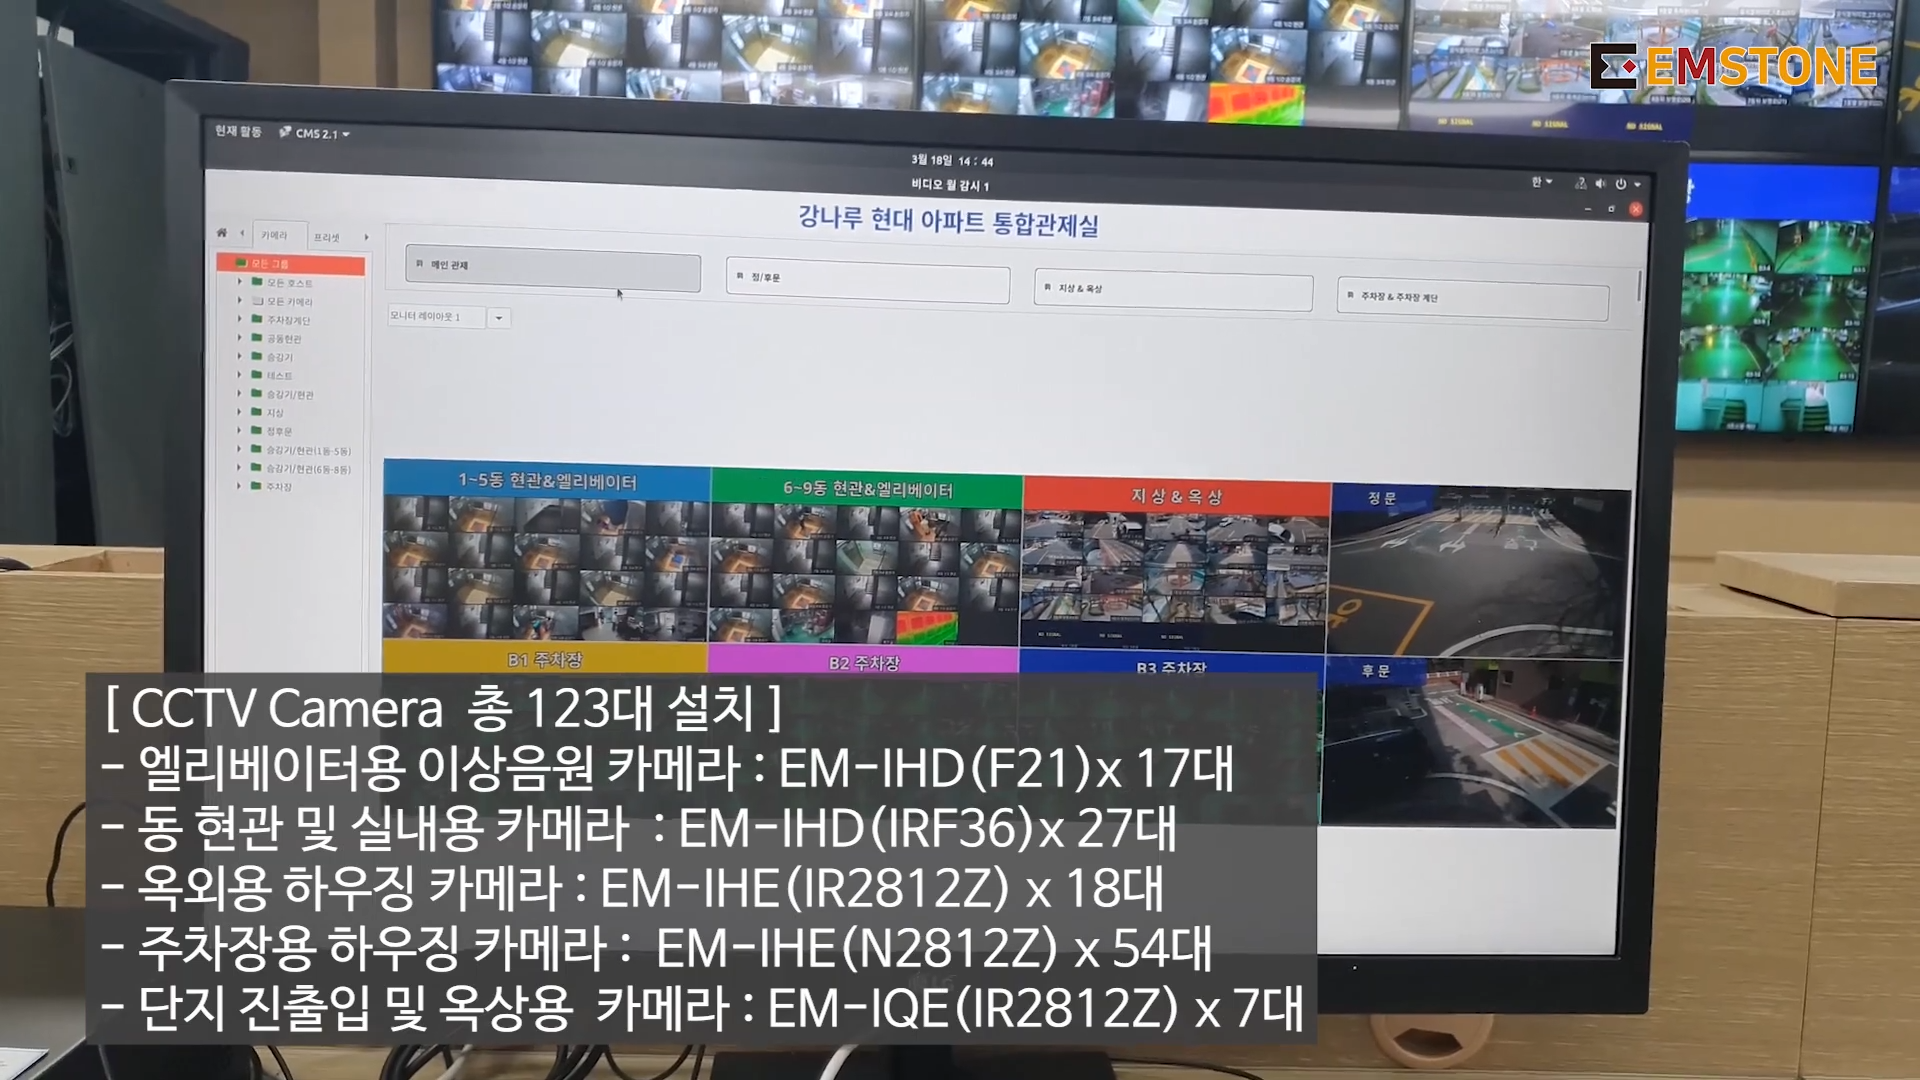 EMSTONE
현재 활동 CMS 2.1
3월 18일 14 : 44
비디오 월 감시 1
한
강나루 현대 아파트 통합관제실
카메라 프리셋
메인 관제
정/후문
지상 & 옥상
주차장 & 주차장 계단
모니터 레이아웃 1
모든 그룹
모든 호스트
모든 카메라
주차장계단
공동현관
승강기
테스트
승강기/현관
지상
정후문
승강기/현관(1동-5동)
승강기/현관(6동-8동)
주차장
1~5동 현관&엘리베이터
6~9동 현관&엘리베이터
지 상 & 옥 상
정 문
NO SIGNAL NO SIGNAL NO SIGNAL
B1 주차장
B2 주차장
B3 주차장
후 문
[ CCTV Camera 총 123대 설치 ]
- 엘리베이터용 이상음원 카메라 : EM-IHD(F21)x 17대
- 동 현관 및 실내용 카메라 : EM-IHD(IRF36)x 27대
- 옥외용 하우징 카메라 : EM-IHE(IR2812Z) x 18대
- 주차장용 하우징 카메라 : EM-IHE(N2812Z) x 54대
- 단지 진출입 및 옥상용 카메라 : EM-IQE(IR2812Z) x 7대